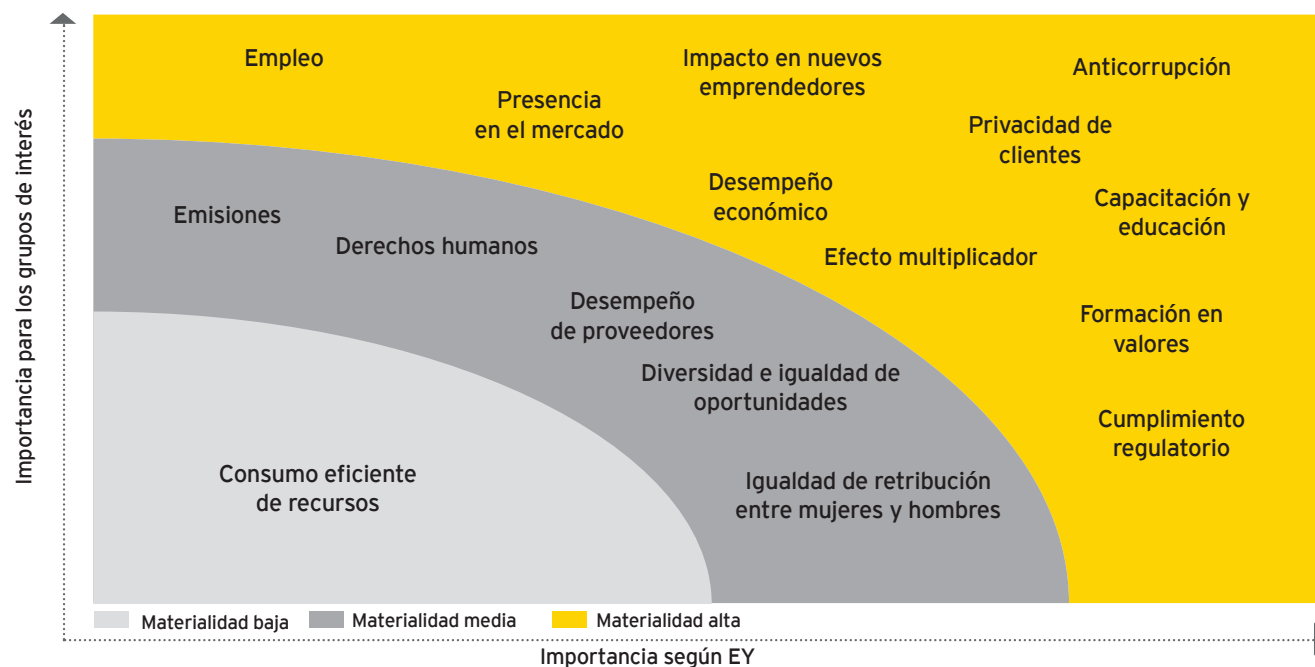 Importancia para los grupos de interés
Empleo
Presencia
en el mercado
Impacto en nuevos
emprendedores
Anticorrupción
Privacidad de
clientes
Desempeño
económico
Capacitación y
educación
Efecto multiplicador
Emisiones
Derechos humanos
Desempeño
de proveedores
Formación en
valores
Diversidad e igualdad de
oportunidades
Cumplimiento
regulatorio
Consumo eficiente
de recursos
Igualdad de retribución
entre mujeres y hombres
Materialidad baja
Materialidad media
Materialidad alta
Importancia según EY